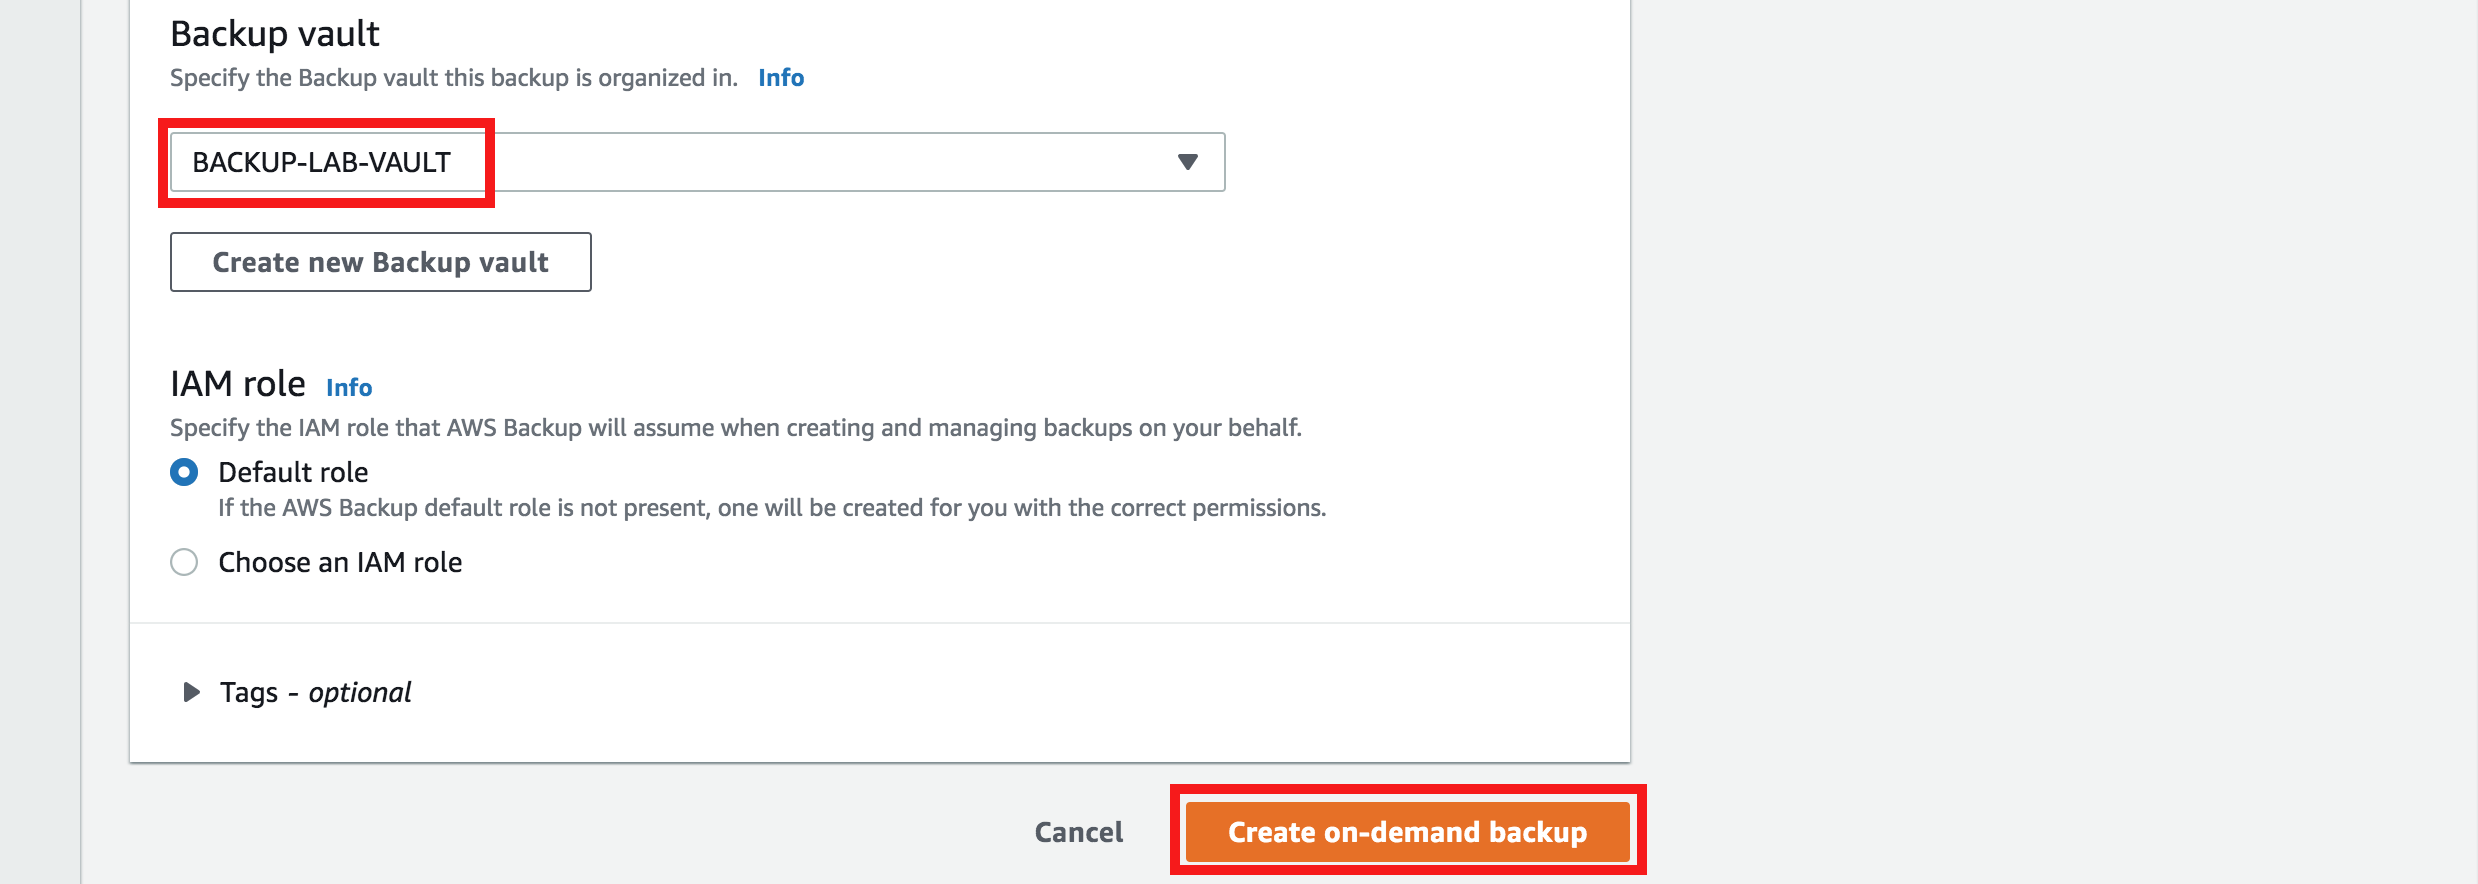 Backup vault
Specify the Backup vault this backup is organized in. Info
BACKUP-LAB-VAULT
Create new Backup vault
IAM role Info
Specify the IAM role that AWS Backup will assume when creating and managing backups on your behalf.
Default role
If the AWS Backup default role is not present, one will be created for you with the correct permissions.
Choose an IAM role
Tags - optional
Cancel Create on-demand backup